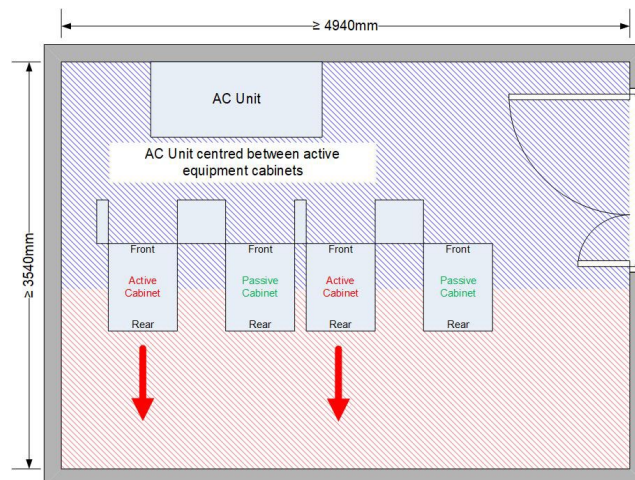 ≥ 4940mm
AC Unit
AC Unit centred between active
equipment cabinets
≥ 3540mm
Front
Front
Front
Front
Active
Cabinet
Passive
Cabinet
Active
Cabinet
Passive
Cabinet
Rear
Rear
Rear
Rear